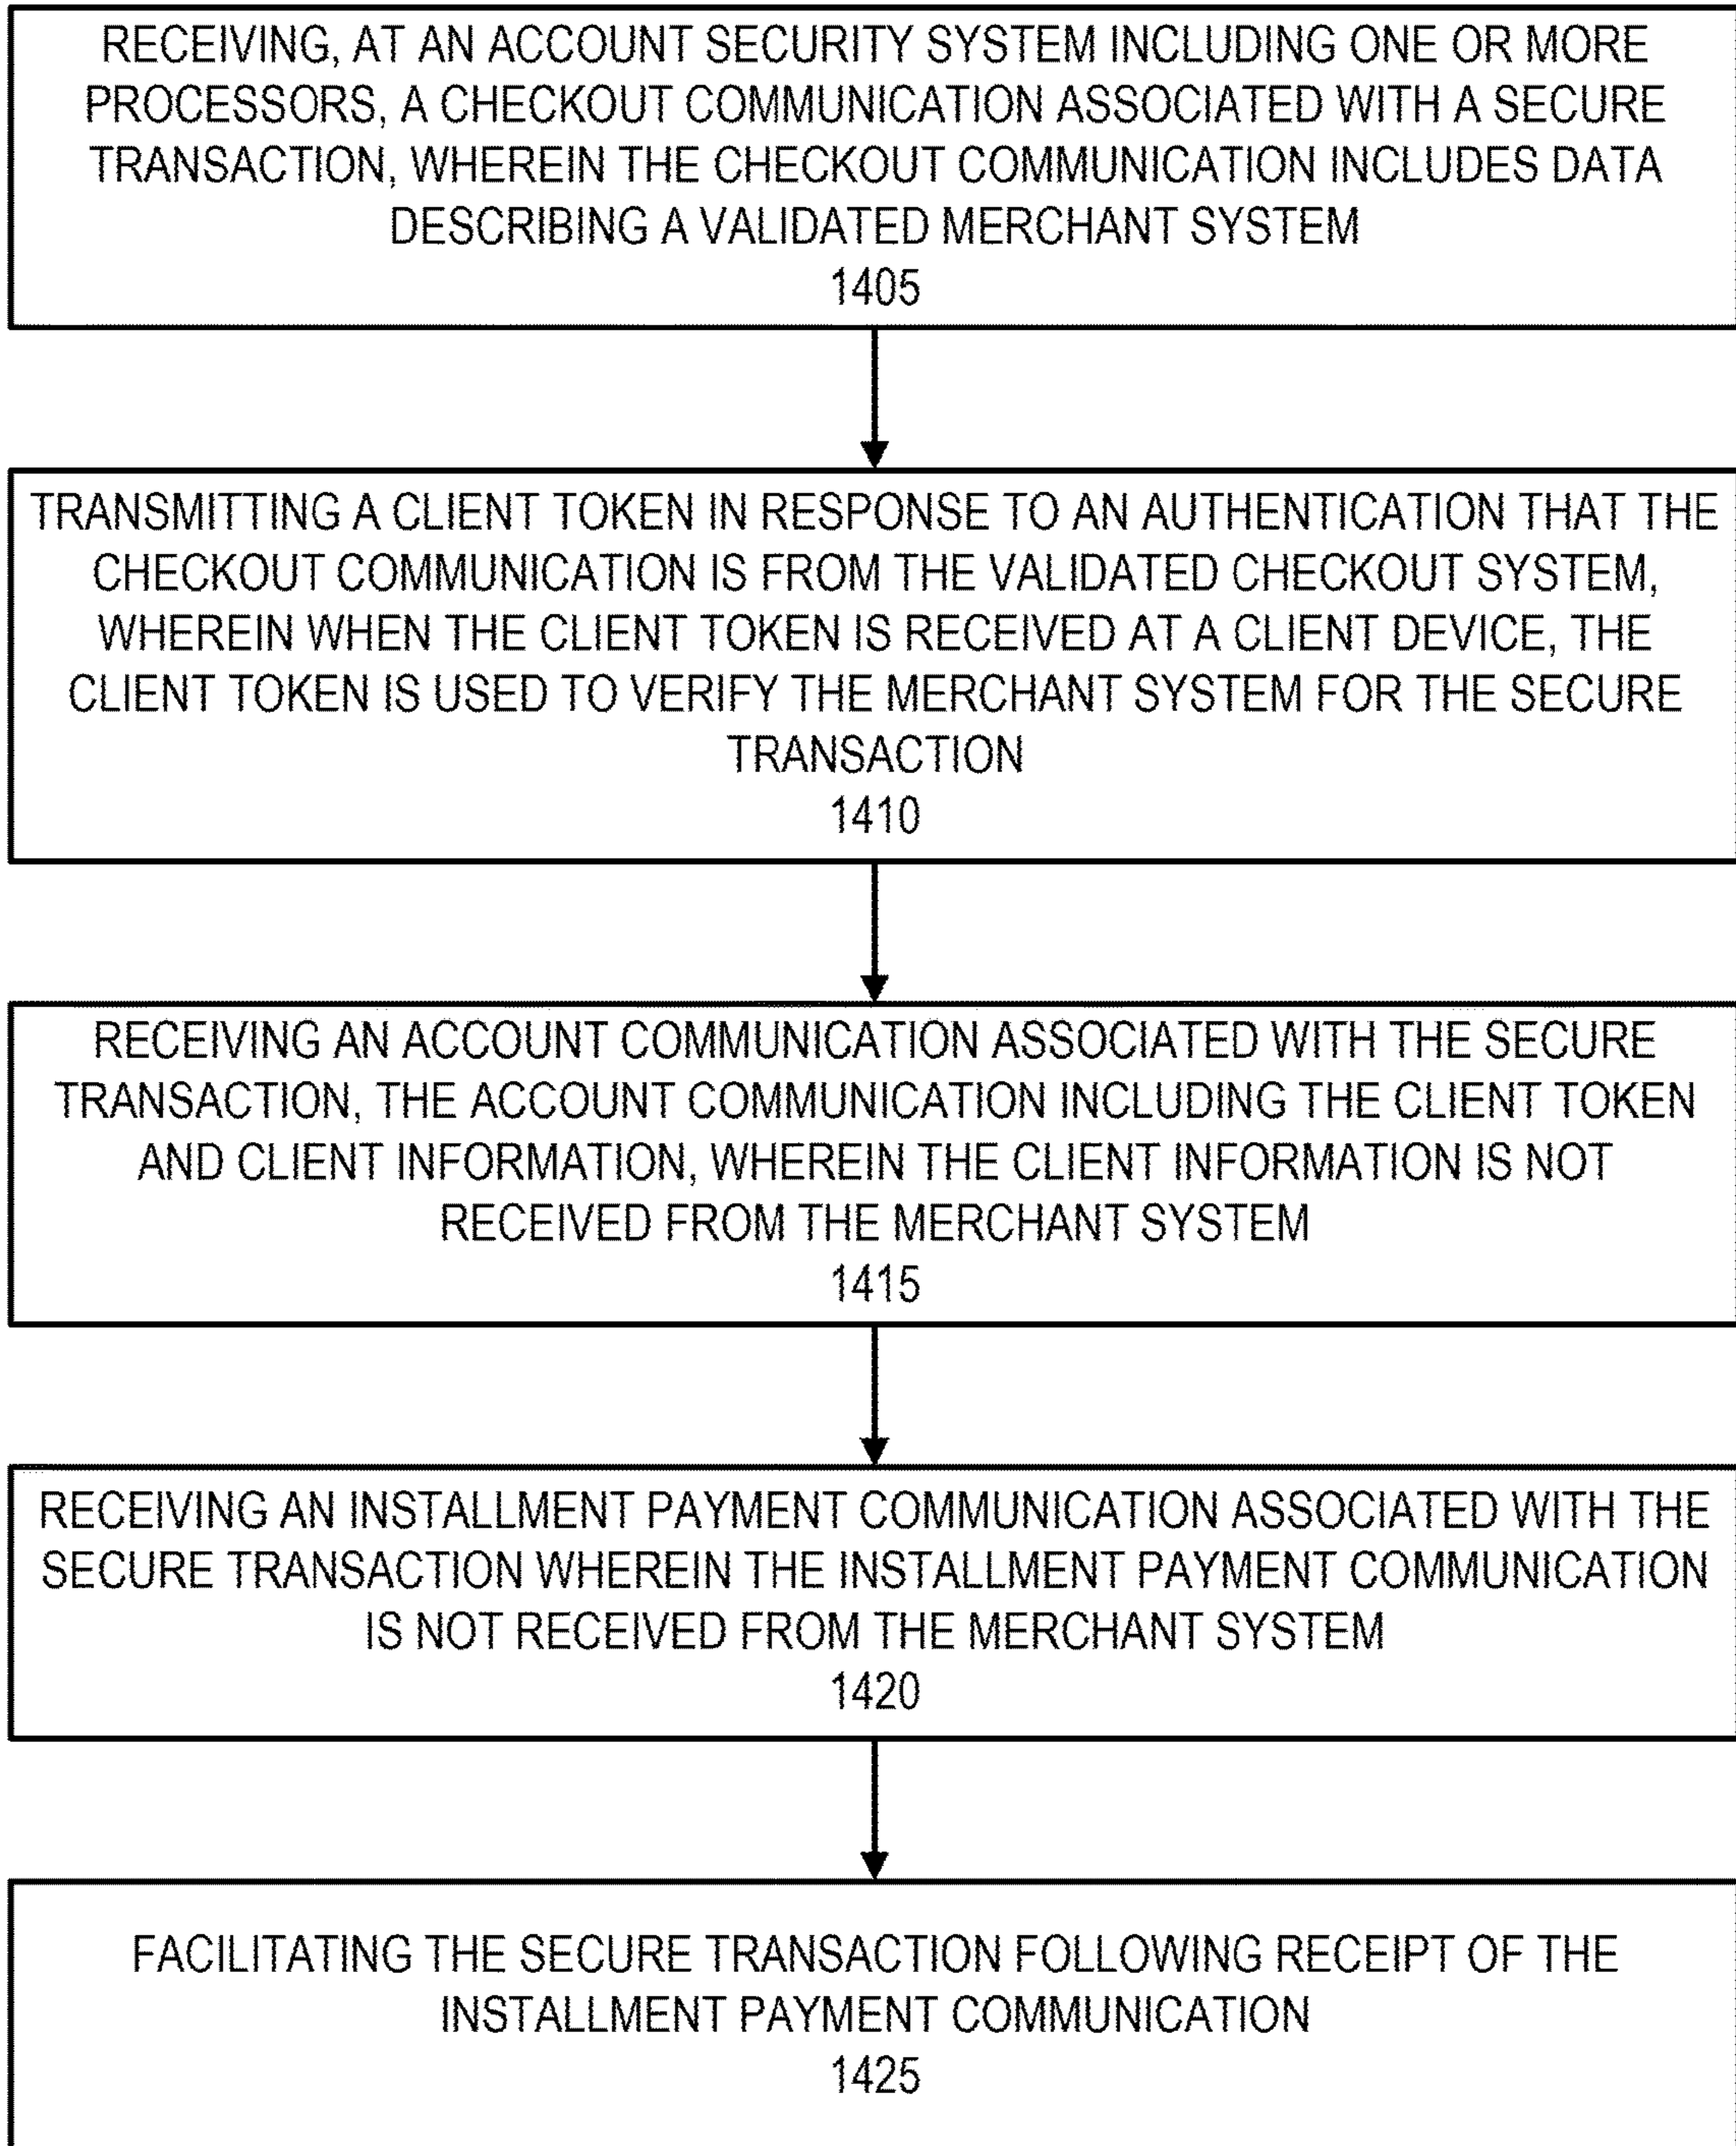 RECEIVING, AT AN ACCOUNT SECURITY SYSTEM INCLUDING ONE OR MORE
PROCESSORS, A CHECKOUT COMMUNICATION ASSOCIATED WITH A SECURE
TRANSACTION, WHEREIN THE CHECKOUT COMMUNICATION INCLUDES DATA
DESCRIBING A VALIDATED MERCHANT SYSTEM
1405
TRANSMITTING A CLIENT TOKEN IN RESPONSE TO AN AUTHENTICATION THAT THE
CHECKOUT COMMUNICATION IS FROM THE VALIDATED CHECKOUT SYSTEM,
WHEREIN WHEN THE CLIENT TOKEN IS RECEIVED AT A CLIENT DEVICE, THE
CLIENT TOKEN IS USED TO VERIFY THE MERCHANT SYSTEM FOR THE SECURE
TRANSACTION
1410
RECEIVING AN ACCOUNT COMMUNICATION ASSOCIATED WITH THE SECURE
TRANSACTION, THE ACCOUNT COMMUNICATION INCLUDING THE CLIENT TOKEN
AND CLIENT INFORMATION, WHEREIN THE CLIENT INFORMATION IS NOT
RECEIVED FROM THE MERCHANT SYSTEM
1415
RECEIVING AN INSTALLMENT PAYMENT COMMUNICATION ASSOCIATED WITH THE
SECURE TRANSACTION WHEREIN THE INSTALLMENT PAYMENT COMMUNICATION
IS NOT RECEIVED FROM THE MERCHANT SYSTEM
1420
FACILITATING THE SECURE TRANSACTION FOLLOWING RECEIPT OF THE
INSTALLMENT PAYMENT COMMUNICATION
1425